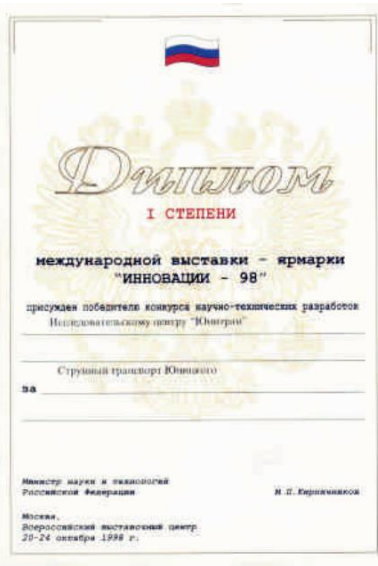 Диплом
I СТЕПЕНИ
международной выставки - ярмарки
"ИННОВАЦИИ - 98"
присужден победителю конкурса научно-технических разработок
Исследовательскому центру "Юнитран"
Струнный транспорт Юницкого
за
Министр науки и технологий
Российской Федерации
М.П.Кирпичников
Москва,
Всероссийский выставочный центр
20-24 октября 1998 г.